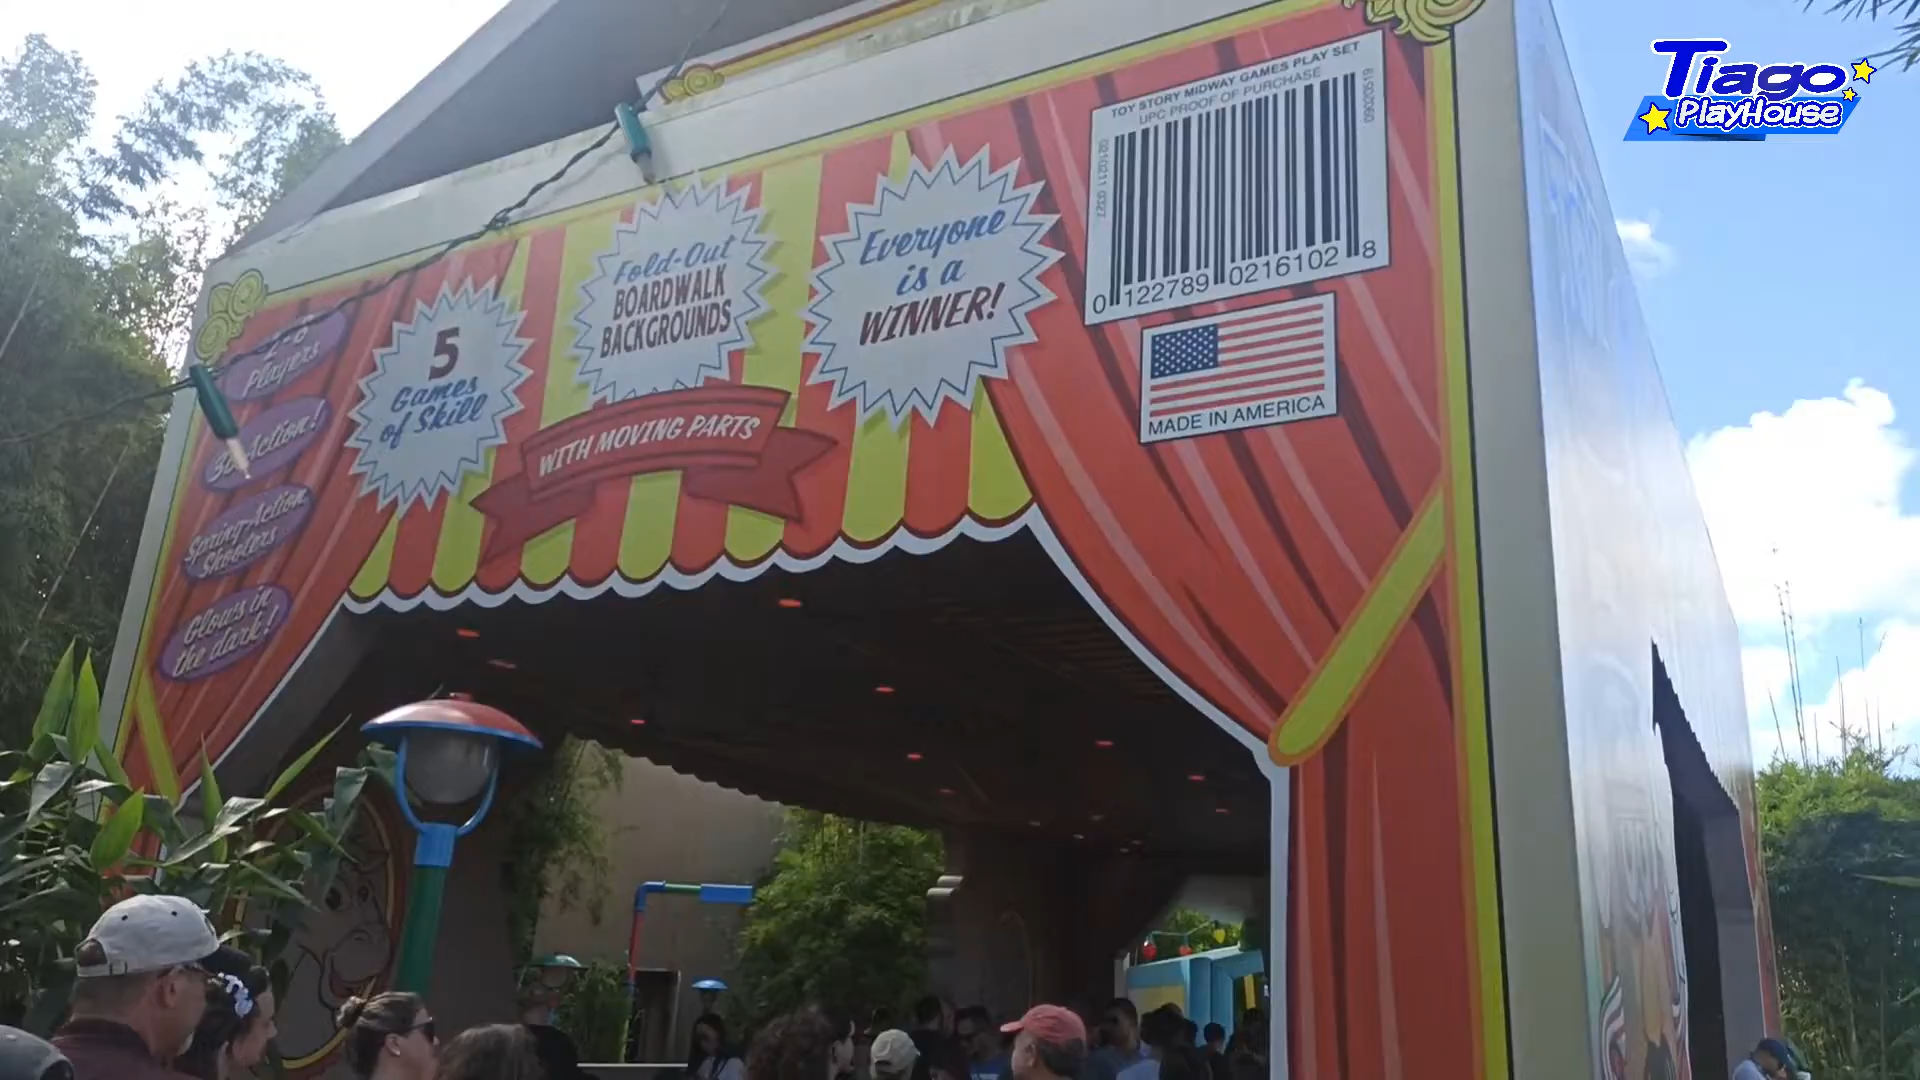 Tiago
PlayHouse
TOY STORY MIDWAY GAMES PLAY SET
UPC PROOF OF PURCHASE
0 122789 0216102 8
MADE IN AMERICA
Everyone
is a
WINNER!
Fold-Out
BOARDWALK
BACKGROUNDS
WITH MOVING PARTS
5
Games
of Skill
Players
3D Action!
Spring-Action
Shooters
Glows in
the dark!